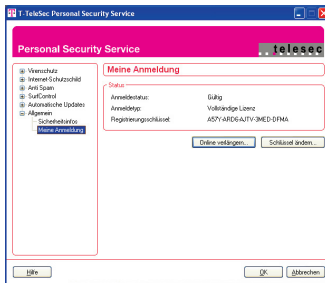 T-TeleSec Personal Security Service
Personal Security Service
telesec
Virenschutz
Internet-Schutzschild
Anti Spam
SurfControl
Automatische Updates
Allgemein
Sicherheitsinfos
Meine Anmeldung
Meine Anmeldung
Status
Anmeldestatus: Gültig
Anmeldetyp: Vollständige Lizenz
Registrierungsschlüssel: A57Y-ARD6-AJTV-3MED-DFMA
Online verlängern... Schlüssel ändern...
Hilfe OK Abbrechen